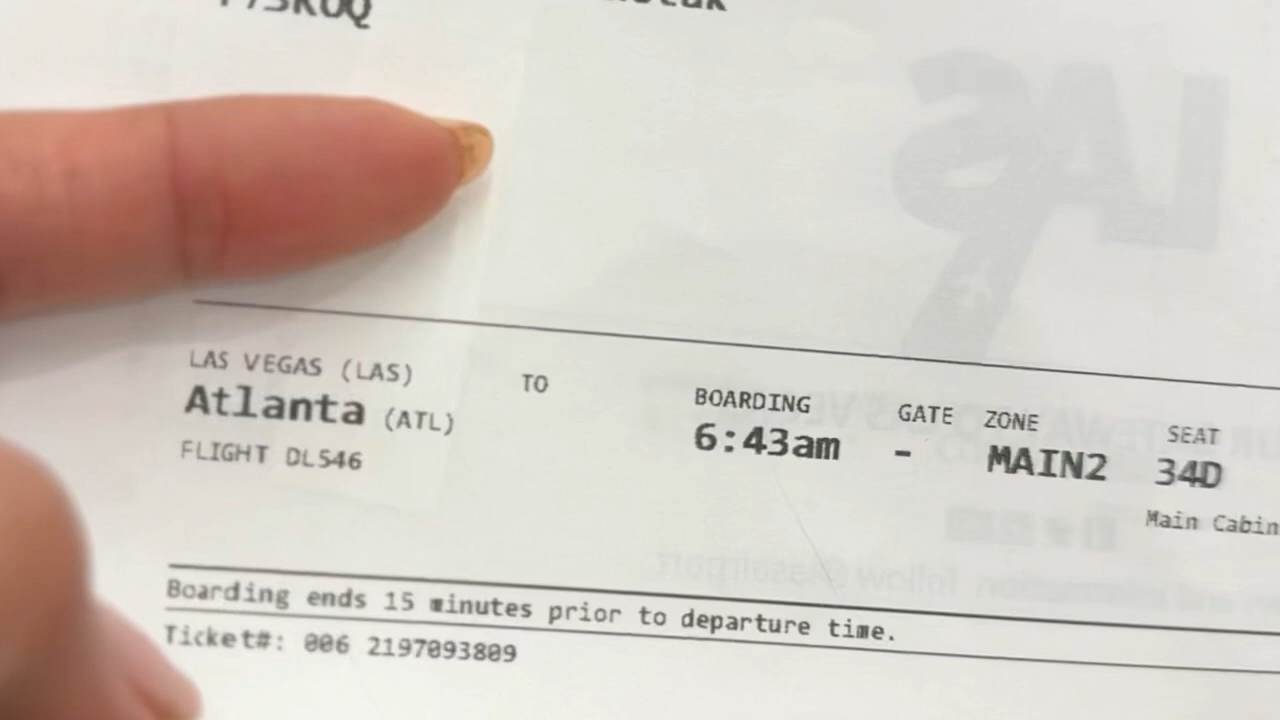 LAS VEGAS (LAS) TO BOARDING GATE ZONE SEAT
Atlanta (ATL) 6:43am - MAIN2 34D
FLIGHT DL546
Main Cabin
Boarding ends 15 minutes prior to departure time.
Ticket#: 006 2197093809
LAS